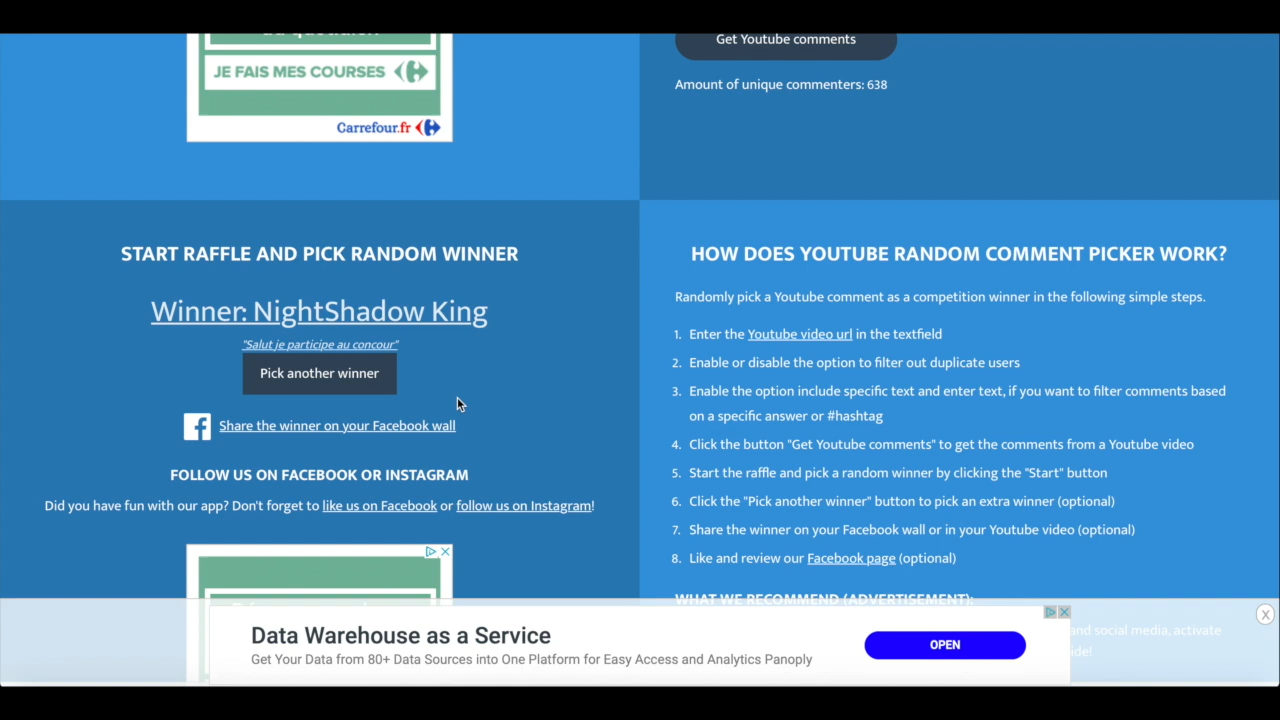 au quotidien
JE FAIS MES COURSES
Carrefour.fr
Get Youtube comments
Amount of unique commenters: 638
START RAFFLE AND PICK RANDOM WINNER
Winner: NightShadow King
"Salut je participe au concour"
Pick another winner
Share the winner on your Facebook wall
FOLLOW US ON FACEBOOK OR INSTAGRAM
Did you have fun with our app? Don't forget to like us on Facebook or follow us on Instagram!
HOW DOES YOUTUBE RANDOM COMMENT PICKER WORK?
Randomly pick a Youtube comment as a competition winner in the following simple steps.
1. Enter the Youtube video url in the textfield
2. Enable or disable the option to filter out duplicate users
3. Enable the option include specific text and enter text, if you want to filter comments based
on a specific answer or #hashtag
4. Click the button "Get Youtube comments" to get the comments from a Youtube video
5. Start the raffle and pick a random winner by clicking the "Start" button
6. Click the "Pick another winner" button to pick an extra winner (optional)
7. Share the winner on your Facebook wall or in your Youtube video (optional)
8. Like and review our Facebook page (optional)
WHAT WE RECOMMEND (ADVERTISEMENT):
and social media, activate
Data Warehouse as a Service
Get Your Data from 80+ Data Sources into One Platform for Easy Access and Analytics Panoply
OPEN
X